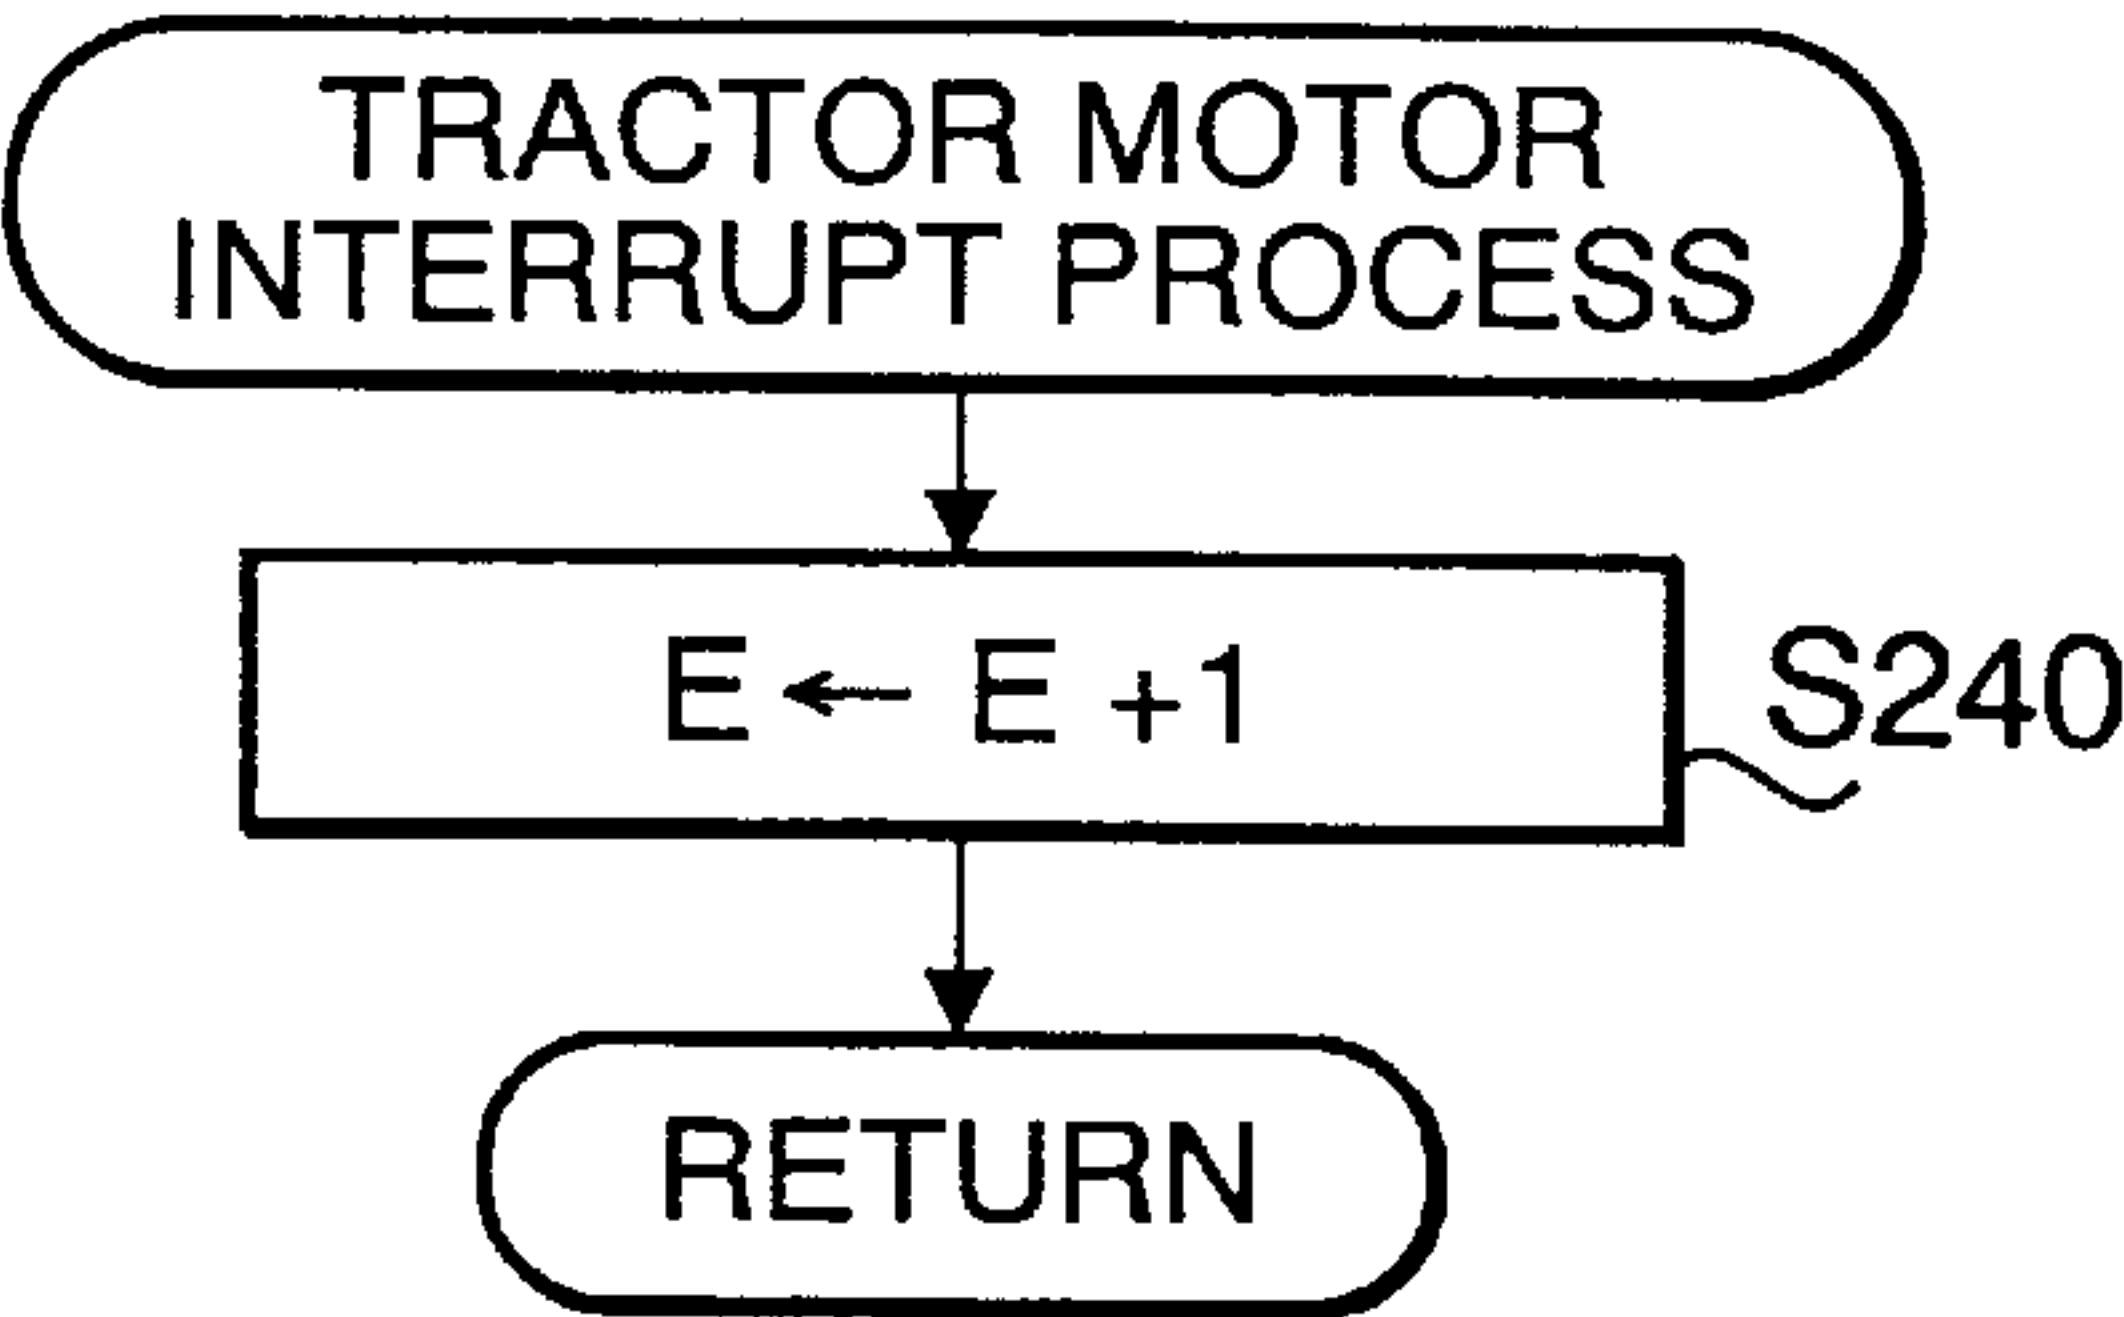 TRACTOR MOTOR
INTERRUPT PROCESS
E ← E +1
S240
RETURN